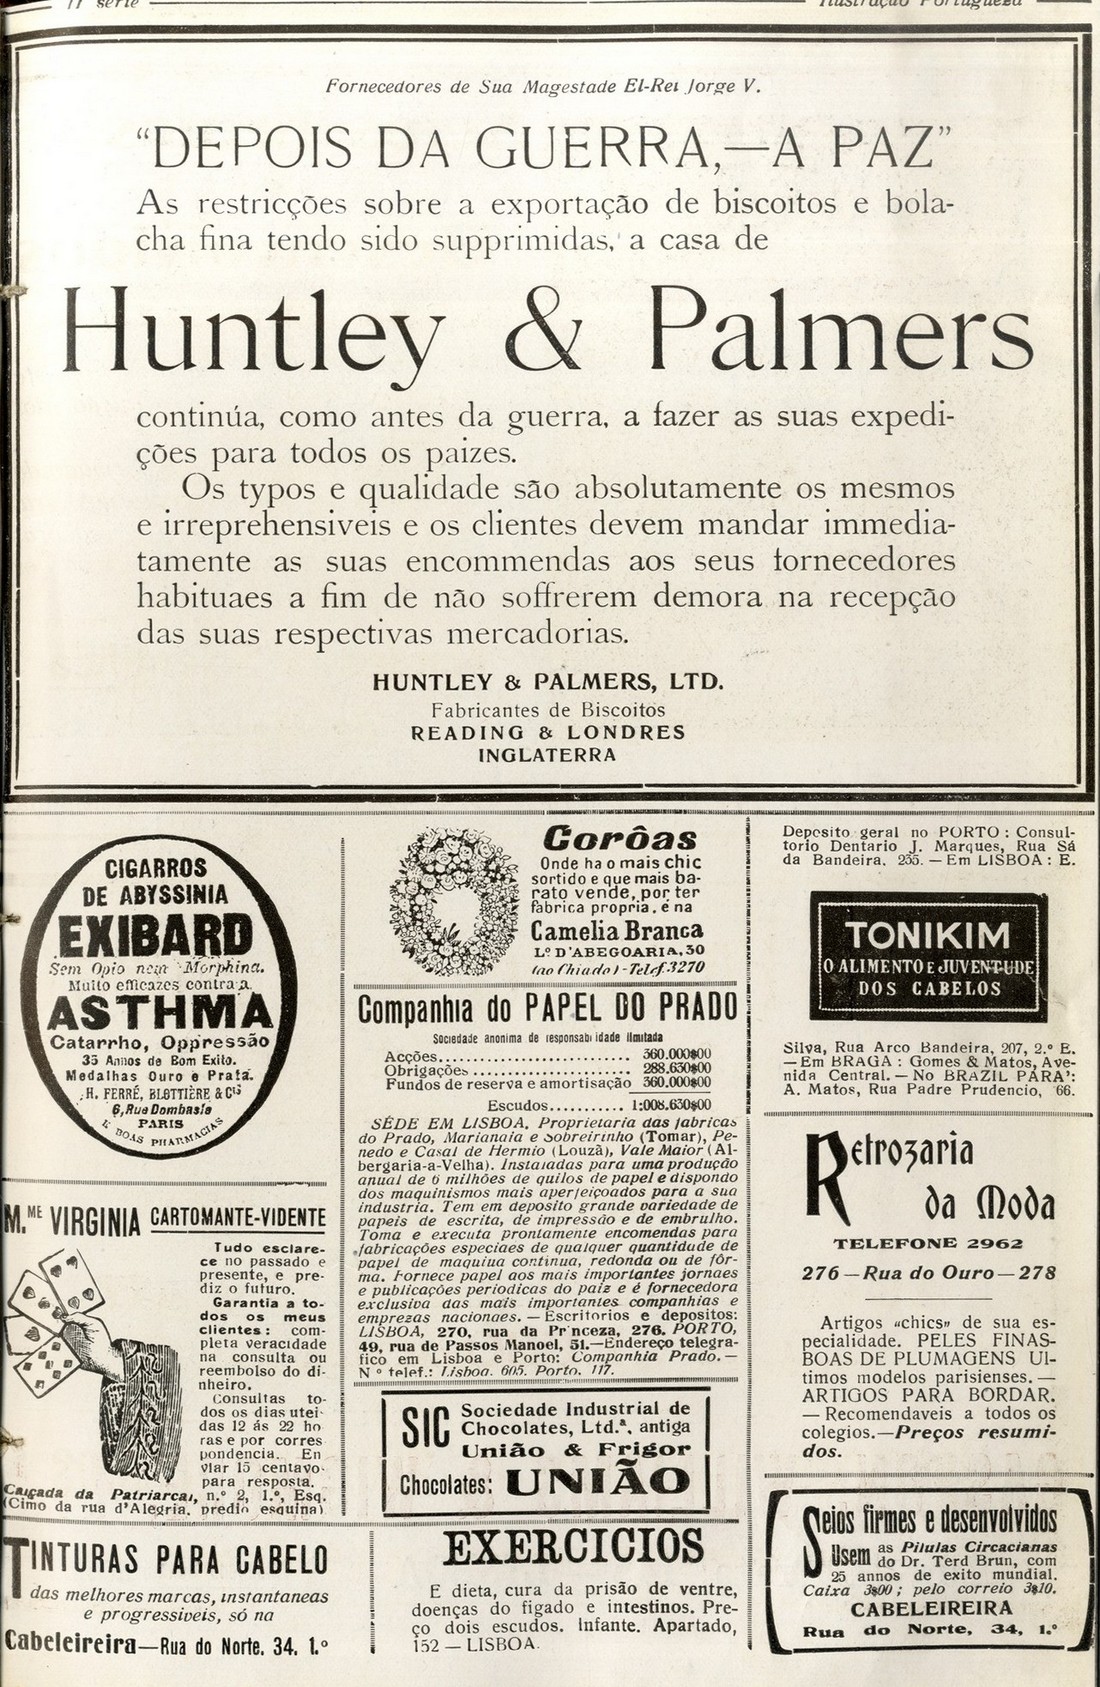 II série
Ilustração Portugueza
Fornecedores de Sua Magestade El-Rei Jorge V.
“DEPOIS DA GUERRA,—A PAZ”
As restricções sobre a exportação de biscoitos e bola-
cha fina tendo sido supprimidas, a casa de
Huntley & Palmers
continúa, como antes da guerra, a fazer as suas expedi-
ções para todos os paizes.
Os typos e qualidade são absolutamente os mesmos
e irreprehensiveis e os clientes devem mandar immedia-
tamente as suas encommendas aos seus fornecedores
habituaes a fim de não soffrerem demora na recepção
das suas respectivas mercadorias.
HUNTLEY & PALMERS, LTD.
Fabricantes de Biscoitos
READING & LONDRES
INGLATERRA
CIGARROS
DE ABYSSINIA
EXIBARD
Sem Opio nem Morphina.
Muito efficazes contra a
ASTHMA
Catarrho, Oppressão
35 Annos de Bom Exito.
Medalhas Ouro e Prata.
H. FERRÉ, BLOTTIÈRE & Cⁱᵉ
6, Rue Dombasle
PARIS
E BOAS PHARMACIAS
M.ᴹᴱ VIRGINIA CARTOMANTE-VIDENTE
Tudo esclare-
ce no passado e
presente, e pre-
diz o futuro.
Garantia a to-
dos os meus
clientes: com-
pleta veracidade
na consulta ou
reembolso do di-
nheiro.
Consultas to-
dos os dias utei-
das 12 ás 22 ho
ras e por corres
pondencia. En
viar 15 centavo-
para resposta.
Calçada da Patriarcal, n.º 2, 1.º, Esq.
(Cimo da rua d'Alegria, predio esquina)
TINTURAS PARA CABELO
das melhores marcas, instantaneas
e progressiveis, só na
Cabeleireira—Rua do Norte, 34, 1.º
Corôas
Onde ha o mais chic
sortido e que mais ba-
rato vende, por ter
fabrica propria, é na
Camelia Branca
L.º D'ABEGOARIA, 50
(ao Chiado) - Telef. 3270
Companhia do PAPEL DO PRADO
Sociedade anonima de responsabilidade limitada
Acções............................ 360.000$00
Obrigações........................ 288.630$00
Fundos de reserva e amortisação 360.000$00
Escudos........... 1:008.630$00
SÉDE EM LISBOA. Proprietaria das fabricas
do Prado, Marianaia e Sobreirinho (Tomar), Pe-
nedo e Casal de Hermio (Louzã), Vale Maior (Al-
bergaria-a-Velha). Instaladas para uma produção
anual de 6 milhões de quilos de papel e dispondo
dos maquinismos mais aperfeiçoados para a sua
industria. Tem em deposito grande variedade de
papeis de escrita, de impressão e de embrulho.
Toma e executa prontamente encomendas para
fabricações especiaes de qualquer quantidade de
papel de maquina continua, redonda ou de fôr-
ma. Fornece papel aos mais importantes jornaes
e publicações periodicas do paiz e é fornecedora
exclusiva das mais importantes companhias e
emprezas nacionaes. — Escritorios e depositos:
LISBOA, 270, rua da Princeza, 276. PORTO,
49, rua de Passos Manoel, 51.—Endereço telegra-
fico em Lisboa e Porto: Companhia Prado.—
N.º telef.: Lisboa, 605. Porto, 117.
SIC Sociedade Industrial de
Chocolates, Ltd.ª, antiga
União & Frigor
Chocolates: UNIÃO
EXERCICIOS
E dieta, cura da prisão de ventre,
doenças do figado e intestinos. Pre-
ço dois escudos. Infante. Apartado,
152 — LISBOA.
Deposito geral no PORTO: Consul-
torio Dentario J. Marques, Rua Sá
da Bandeira, 235. — Em LISBOA: E.
TONIKIM
O ALIMENTO E JUVENTUDE
DOS CABELOS
Silva, Rua Arco Bandeira, 207, 2.º E.
—Em BRAGA: Gomes & Matos, Ave-
nida Central. — No BRAZIL PARA':
A. Matos, Rua Padre Prudencio, 66.
Retrozaria
da Moda
TELEFONE 2962
276—Rua do Ouro—278
Artigos «chics» de sua es-
pecialidade. PELES FINAS-
BOAS DE PLUMAGENS Ul-
timos modelos parisienses.—
ARTIGOS PARA BORDAR.
— Recomendaveis a todos os
colegios.—Preços resumi-
dos.
Seios firmes e desenvolvidos
Usem as Pilulas Circacianas
do Dr. Terd Brun, com
25 annos de exito mundial.
Caixa 3$00; pelo correio 3$10.
CABELEIREIRA
Rua do Norte, 34, 1.º